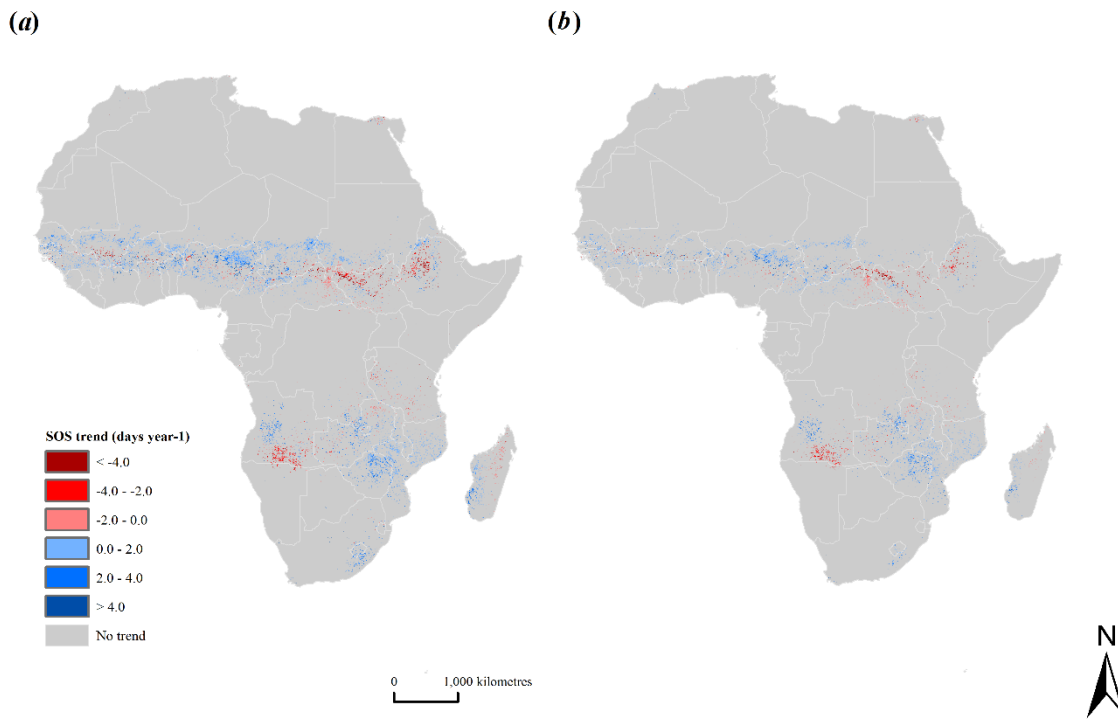 (a)
(b)
SOS trend (days year-1)
< -4.0
-4.0 - -2.0
-2.0 - 0.0
0.0 - 2.0
2.0 - 4.0
> 4.0
No trend
0 1,000 kilometres
N